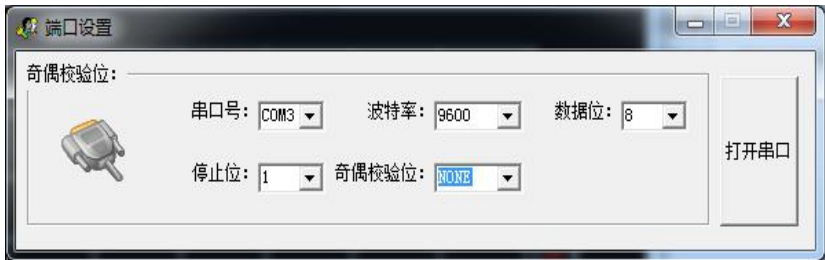 端口设置
奇偶校验位：
串口号： COM3 波特率： 9600 数据位： 8
停止位： 1 奇偶校验位： NONE
打开串口